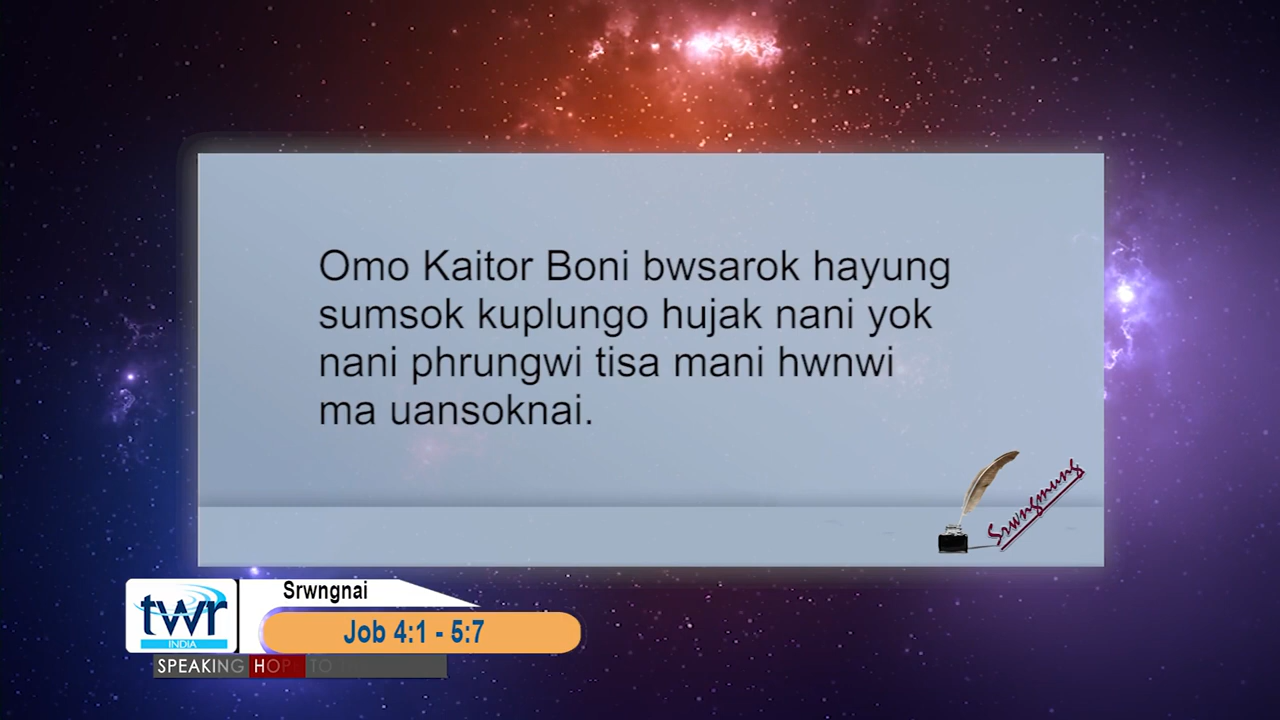 Omo Kaitor Boni bwsarok hayung
sumsok kuplungo hujak nani yok
nani phrungwi tisa mani hwnwi
ma uansoknai.
Srwngmung
twr
INDIA
Srwngnai
Job 4:1 - 5:7
SPEAKING HOP TO